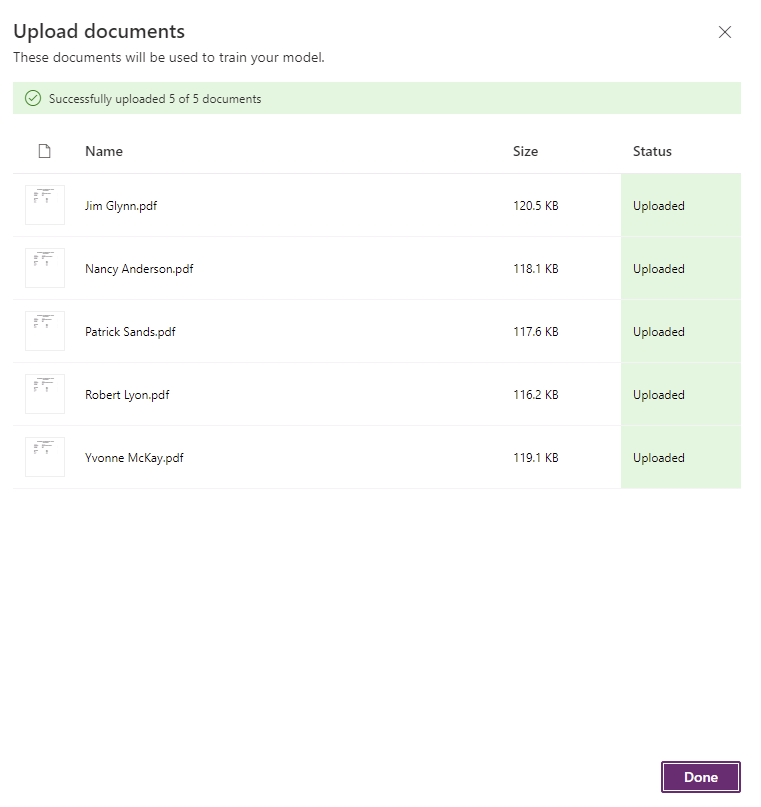 Upload documents
These documents will be used to train your model.
Successfully uploaded 5 of 5 documents
Name Size Status
Jim Glynn.pdf 120.5 KB Uploaded
Nancy Anderson.pdf 118.1 KB Uploaded
Patrick Sands.pdf 117.6 KB Uploaded
Robert Lyon.pdf 116.2 KB Uploaded
Yvonne McKay.pdf 119.1 KB Uploaded
Done